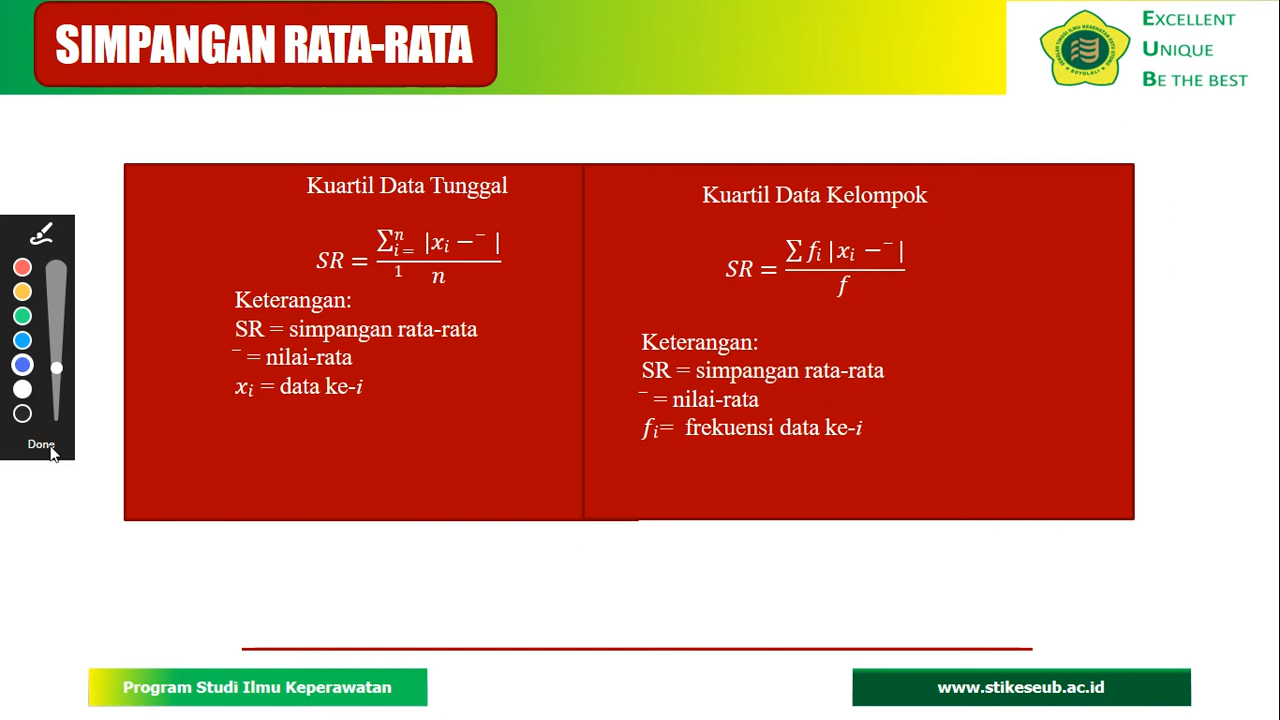 SIMPANGAN RATA-RATA
EXCELLENT
UNIQUE
BE THE BEST
Kuartil Data Tunggal
SR = ∑ⁿᵢ₌₁ |xᵢ −¯ | / n
Keterangan:
SR = simpangan rata-rata
¯ = nilai-rata
xᵢ = data ke-i
Kuartil Data Kelompok
SR = ∑ fᵢ |xᵢ −¯ | / f
Keterangan:
SR = simpangan rata-rata
¯ = nilai-rata
fᵢ= frekuensi data ke-i
Done
Program Studi Ilmu Keperawatan
www.stikeseub.ac.id